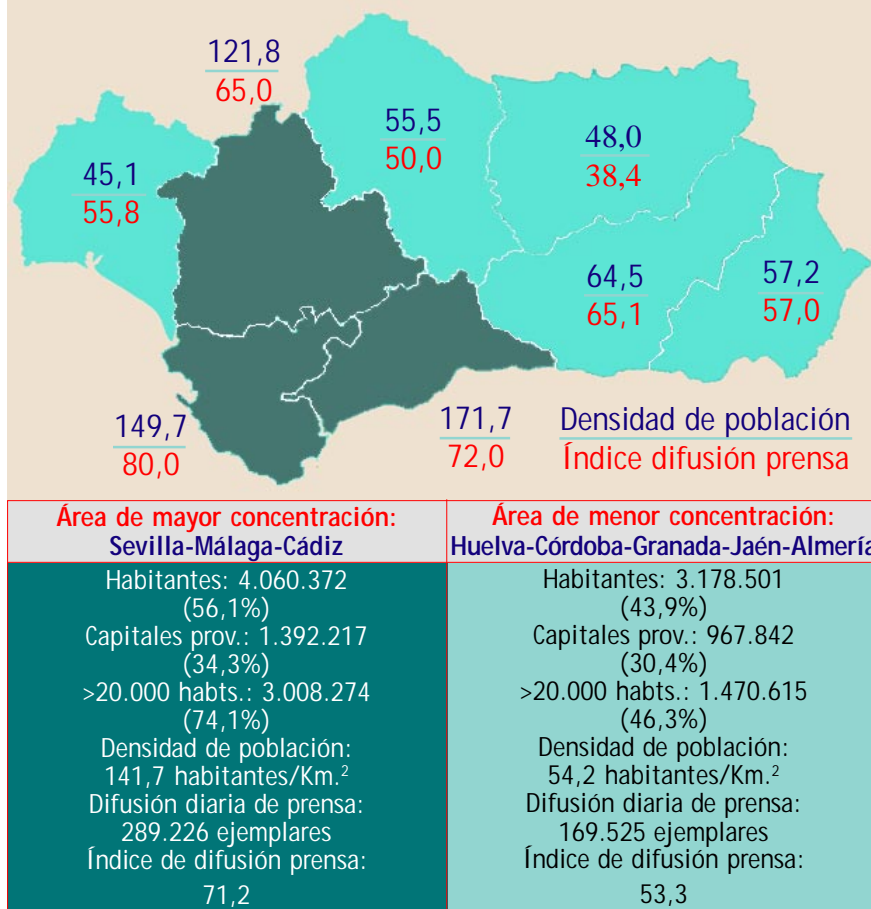 121,8
65,0
55,5
50,0
48,0
38,4
45,1
55,8
64,5
65,1
57,2
57,0
149,7
80,0
171,7
72,0
Densidad de población
Índice difusión prensa
Área de mayor concentración:
Sevilla-Málaga-Cádiz
Habitantes: 4.060.372
(56,1%)
Capitales prov.: 1.392.217
(34,3%)
>20.000 habts.: 3.008.274
(74,1%)
Densidad de población:
141,7 habitantes/Km.²
Difusión diaria de prensa:
289.226 ejemplares
Índice de difusión prensa:
71,2
Área de menor concentración:
Huelva-Córdoba-Granada-Jaén-Almería
Habitantes: 3.178.501
(43,9%)
Capitales prov.: 967.842
(30,4%)
>20.000 habts.: 1.470.615
(46,3%)
Densidad de población:
54,2 habitantes/Km.²
Difusión diaria de prensa:
169.525 ejemplares
Índice de difusión prensa:
53,3